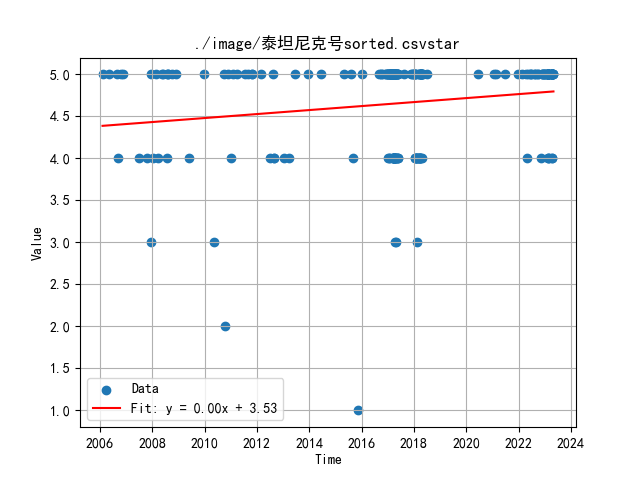 ./image/泰坦尼克号sorted.csvstar
5.0
4.5
4.0
3.5
3.0
2.5
2.0
1.5
1.0
Value
Data
Fit: y = 0.00x + 3.53
2006 2008 2010 2012 2014 2016 2018 2020 2022 2024
Time